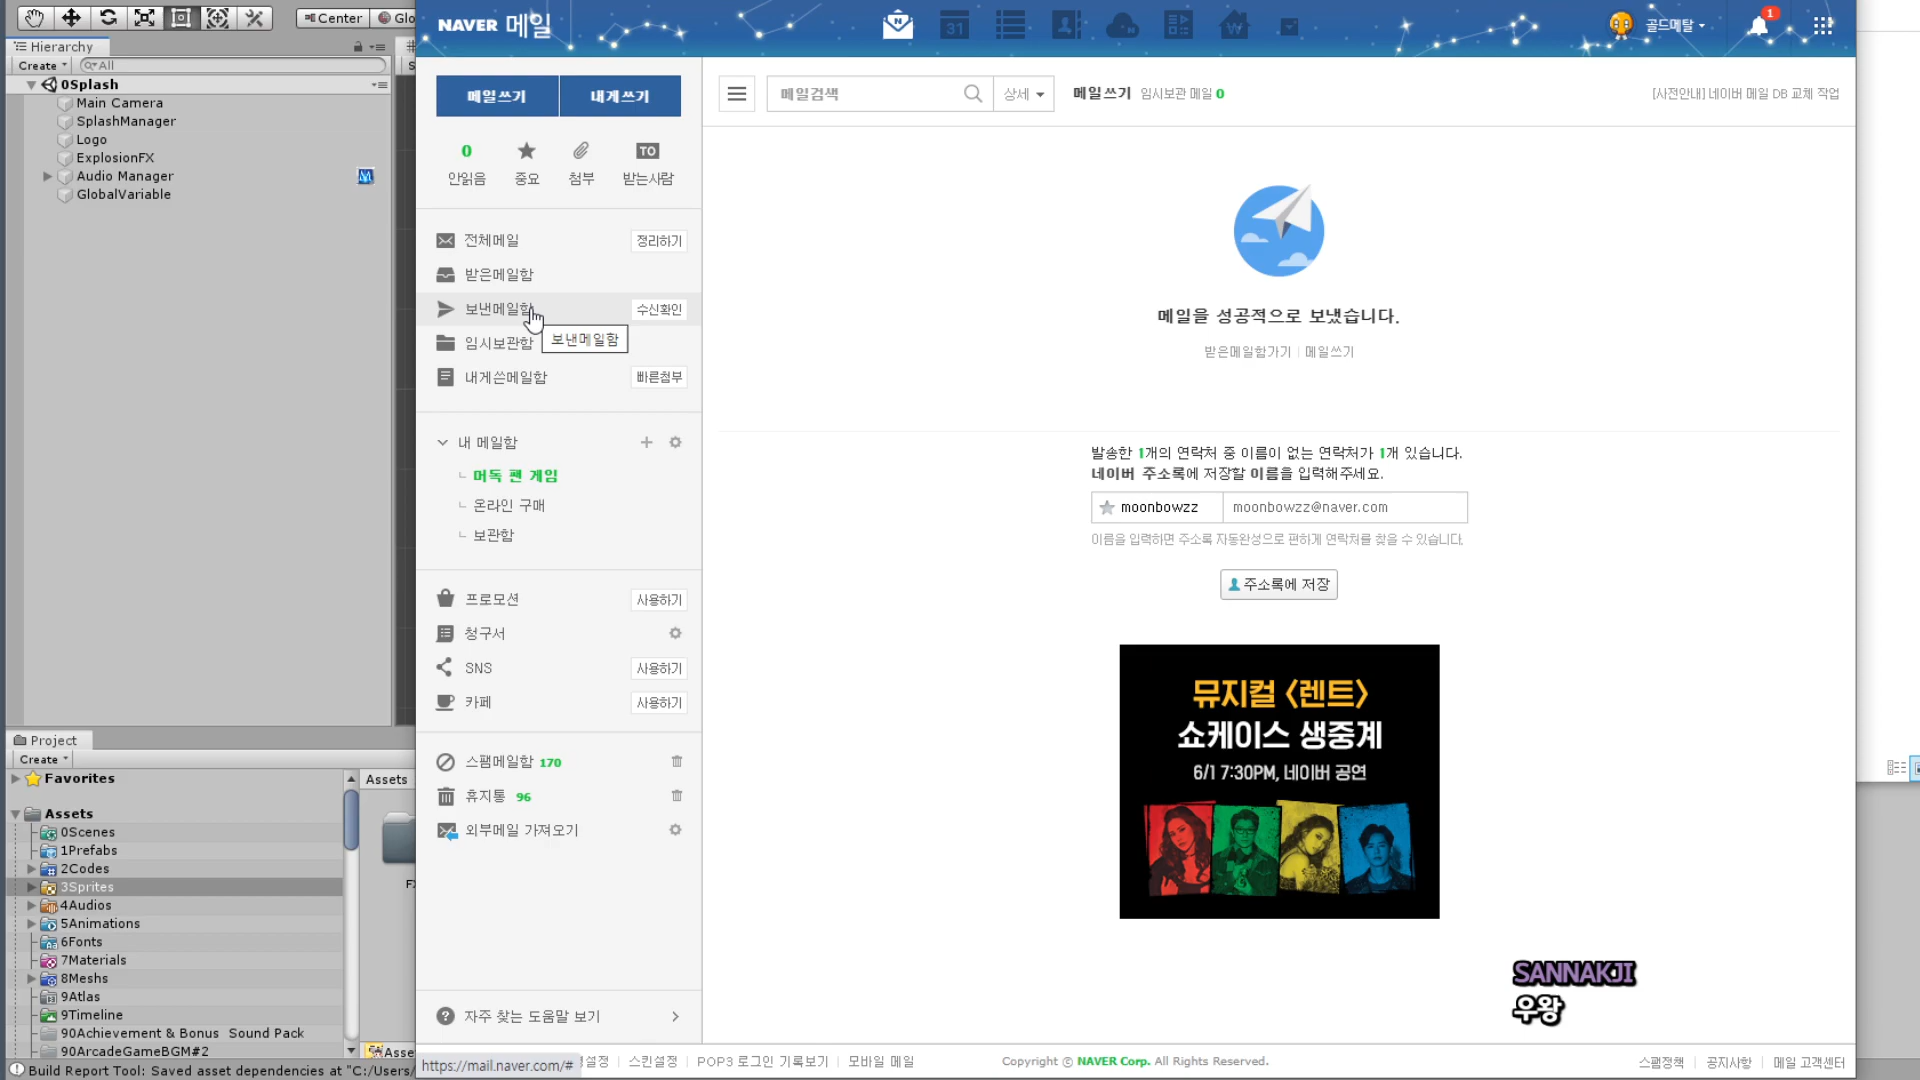 Center
Glo
Hierarchy
Create
All
0Splash
Main Camera
SplashManager
Logo
ExplosionFX
Audio Manager
GlobalVariable
Project
Create
Favorites
Assets
0Scenes
1Prefabs
2Codes
3Sprites
4Audios
5Animations
6Fonts
7Materials
8Meshs
9Atlas
9Timeline
90Achievement & Bonus Sound Pack
90ArcadeGameBGM#2
Assets
Asse
Build Report Tool: Saved asset dependencies at "C:/Users/
NAVER 메일
31
골드메탈
1
메일쓰기
내게쓰기
0
안읽음
중요
첨부
TO
받는사람
전체메일
정리하기
받은메일함
보낸메일함
수신확인
보낸메일함
임시보관함
내게쓴메일함
빠른첨부
내 메일함
머독 팬 게임
온라인 구매
보관함
프로모션
사용하기
청구서
SNS
사용하기
카페
사용하기
스팸메일함 170
휴지통 96
외부메일 가져오기
자주 찾는 도움말 보기
https://mail.naver.com/#
메일검색
상세
메일쓰기 임시보관 메일 0
[사전안내] 네이버 메일 DB 교체 작업
메일을 성공적으로 보냈습니다.
받은메일함가기 | 메일쓰기
발송한 1개의 연락처 중 이름이 없는 연락처가 1개 있습니다.
네이버 주소록에 저장할 이름을 입력해주세요.
moonbowzz
moonbowzz@naver.com
이름을 입력하면 주소록 자동완성으로 편하게 연락처를 찾을 수 있습니다.
주소록에 저장
뮤지컬 〈렌트〉
쇼케이스 생중계
6/1 7:30PM, 네이버 공연
SANNAKJI
우왕
스킨설정 | POP3 로그인 기록보기 | 모바일 메일
Copyright © NAVER Corp. All Rights Reserved.
스팸정책 | 공지사항 | 메일 고객센터